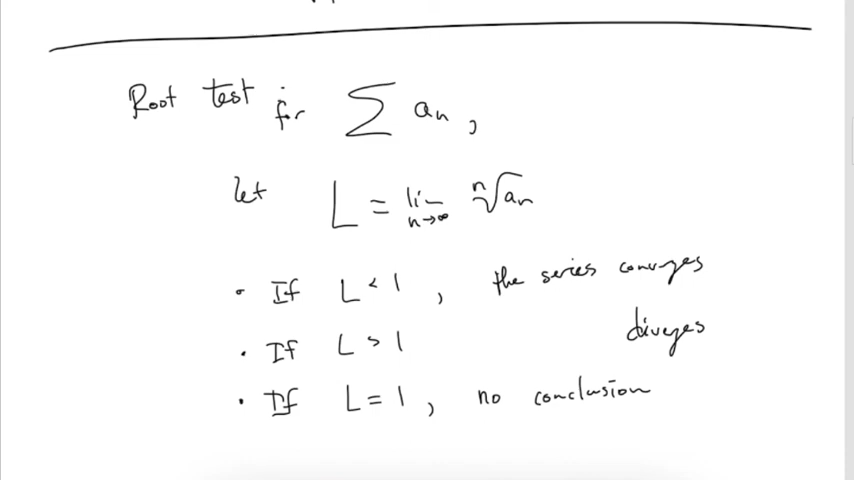 Root test for ∑ aₙ ,
let L = lim n→∞ ⁿ√aₙ
• If L < 1 , the series converges
• If L > 1 diverges
• If L = 1 , no conclusion